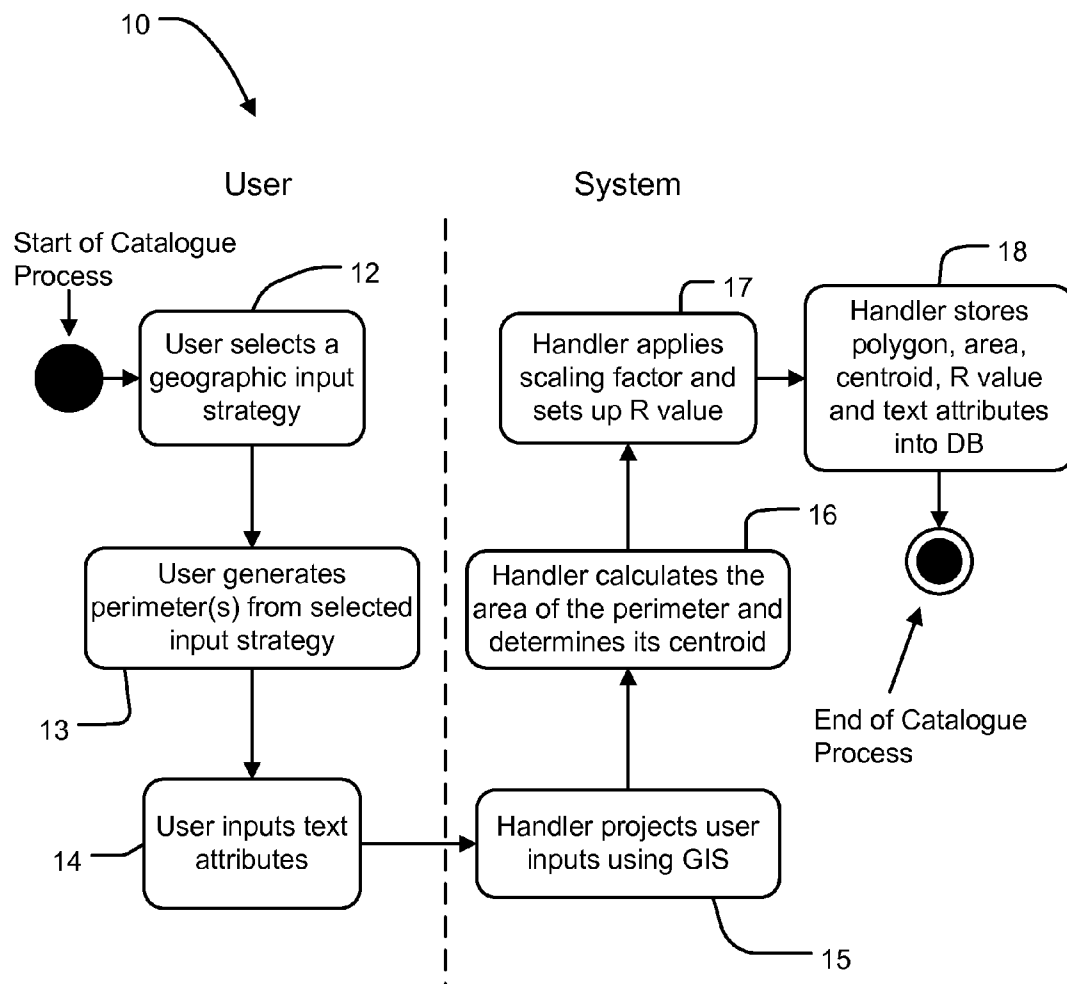 10
User
System
Start of Catalogue
Process
12
User selects a
geographic input
strategy
User generates
perimeter(s) from selected
input strategy
13
User inputs text
attributes
14
Handler projects user
inputs using GIS
15
Handler calculates the
area of the perimeter and
determines its centroid
16
Handler applies
scaling factor and
sets up R value
17
Handler stores
polygon, area,
centroid, R value
and text attributes
into DB
18
End of Catalogue
Process